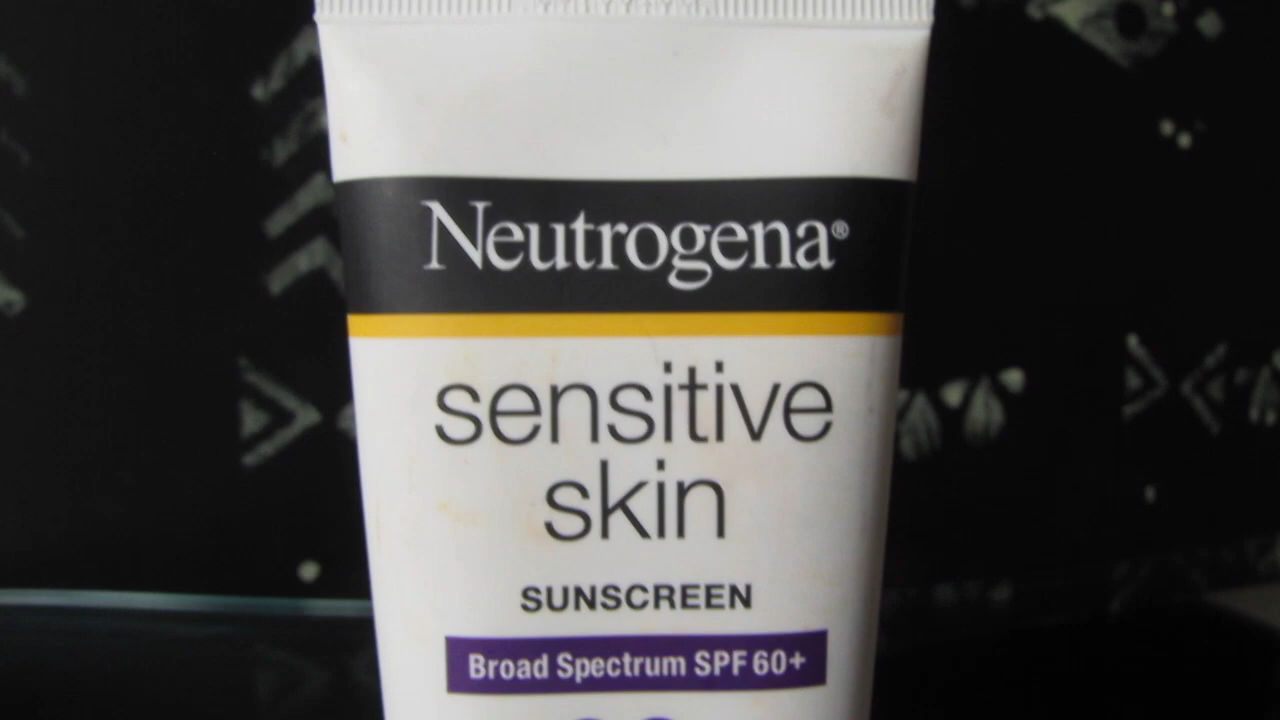 Neutrogena®
sensitive
skin
SUNSCREEN
Broad Spectrum SPF 60+